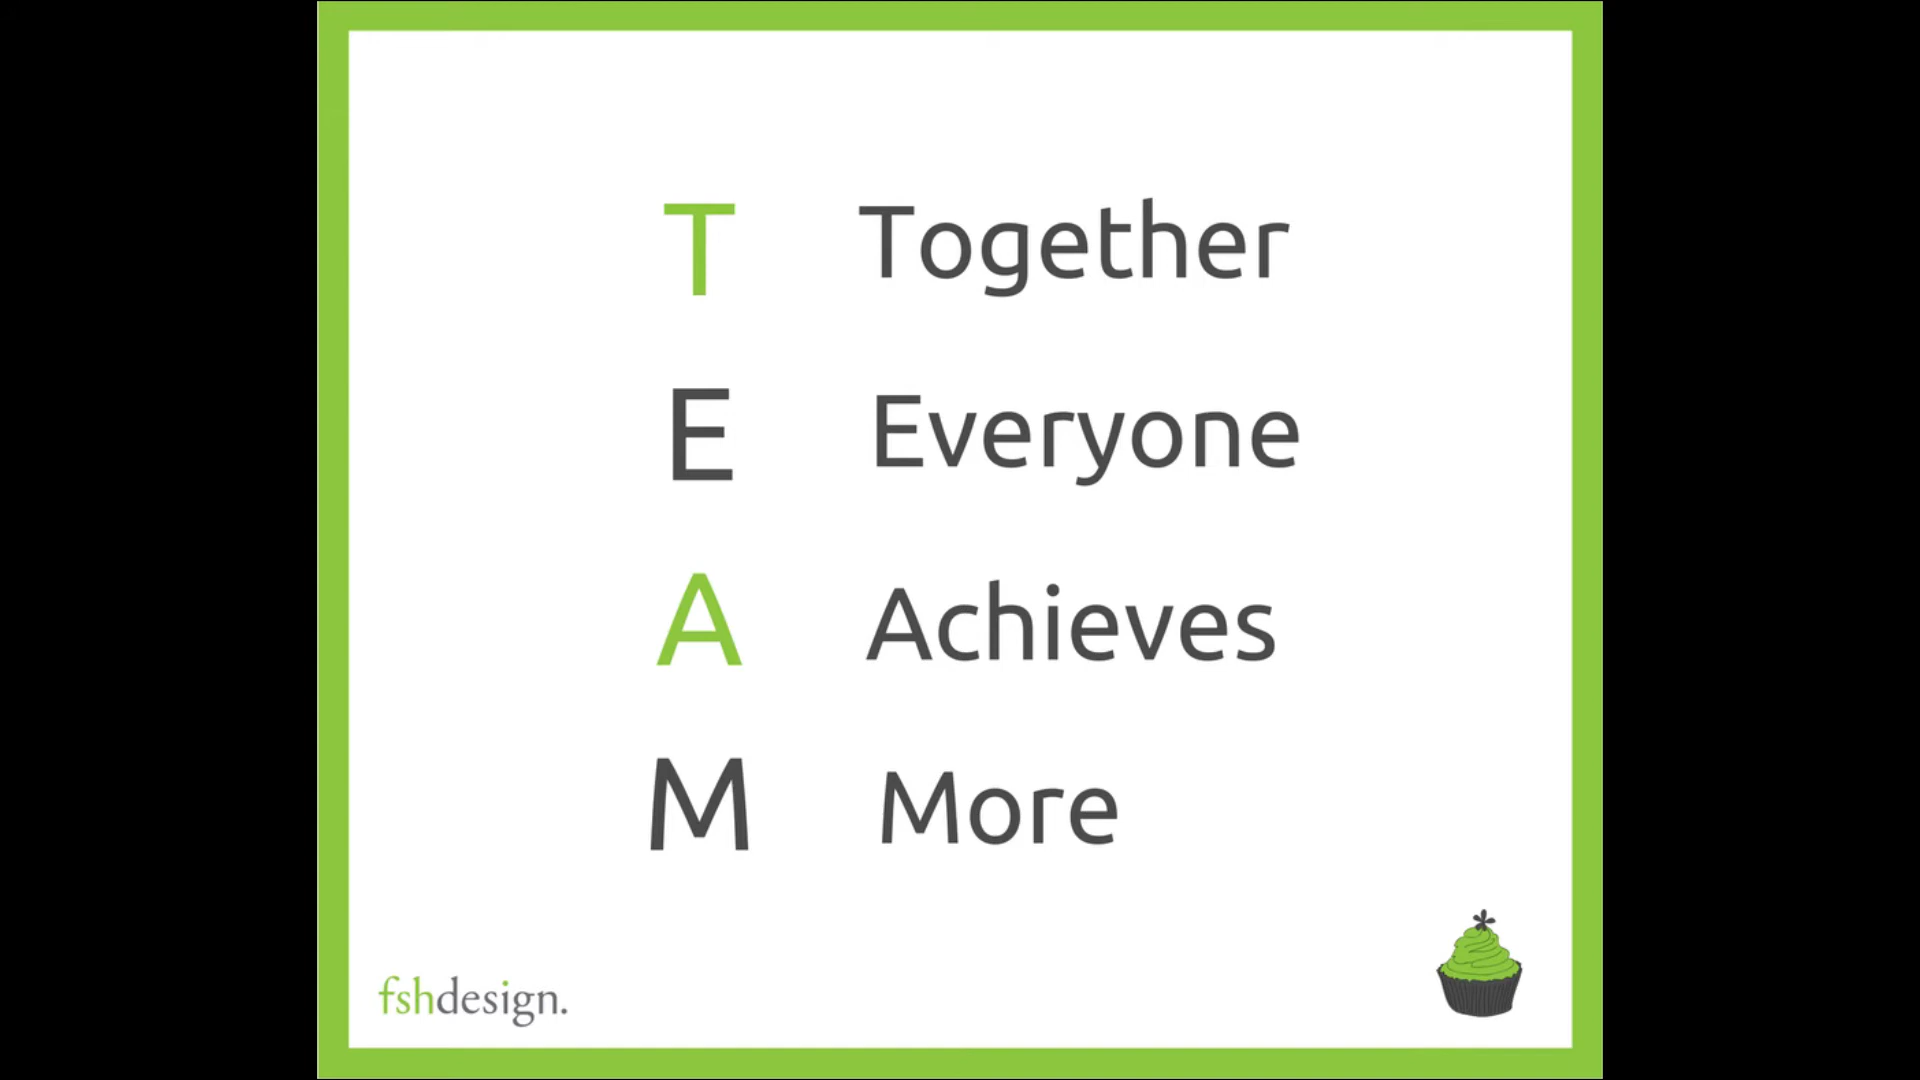 T Together
E Everyone
A Achieves
M More
fshdesign.